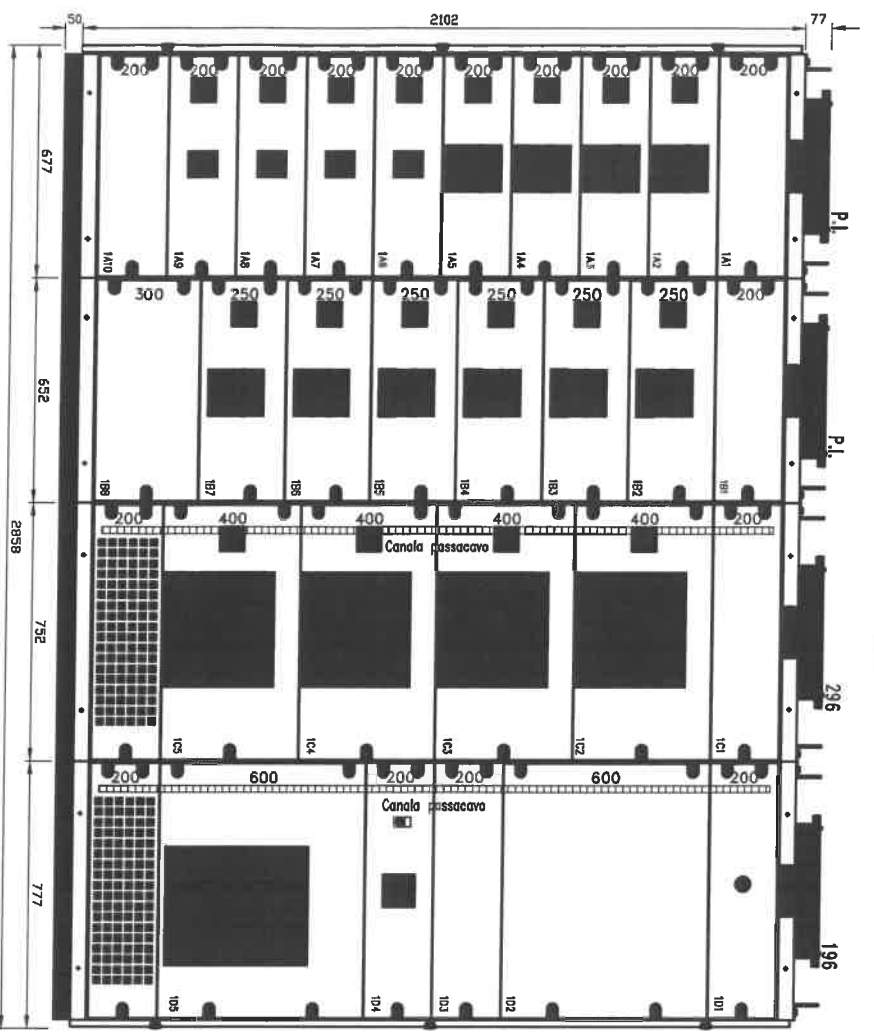 50 2102 77
200 200 200 200 200 200 200 200 200 200
677
P.I.
1A10 1A9 1A8 1A7 1A6 1A5 1A4 1A3 1A2 1A1
300 250 250 250 250 250 250 200
652
P.I.
1B8 1B7 1B6 1B5 1B4 1B3 1B2 1B1
200 400 400 400 400 200
Canala passacavo
2858
752
296
1C5 1C4 1C3 1C2 1C1
200 600 200 200 600 200
Canala passacavo
777
196
1D5 1D4 1D3 1D2 1D1